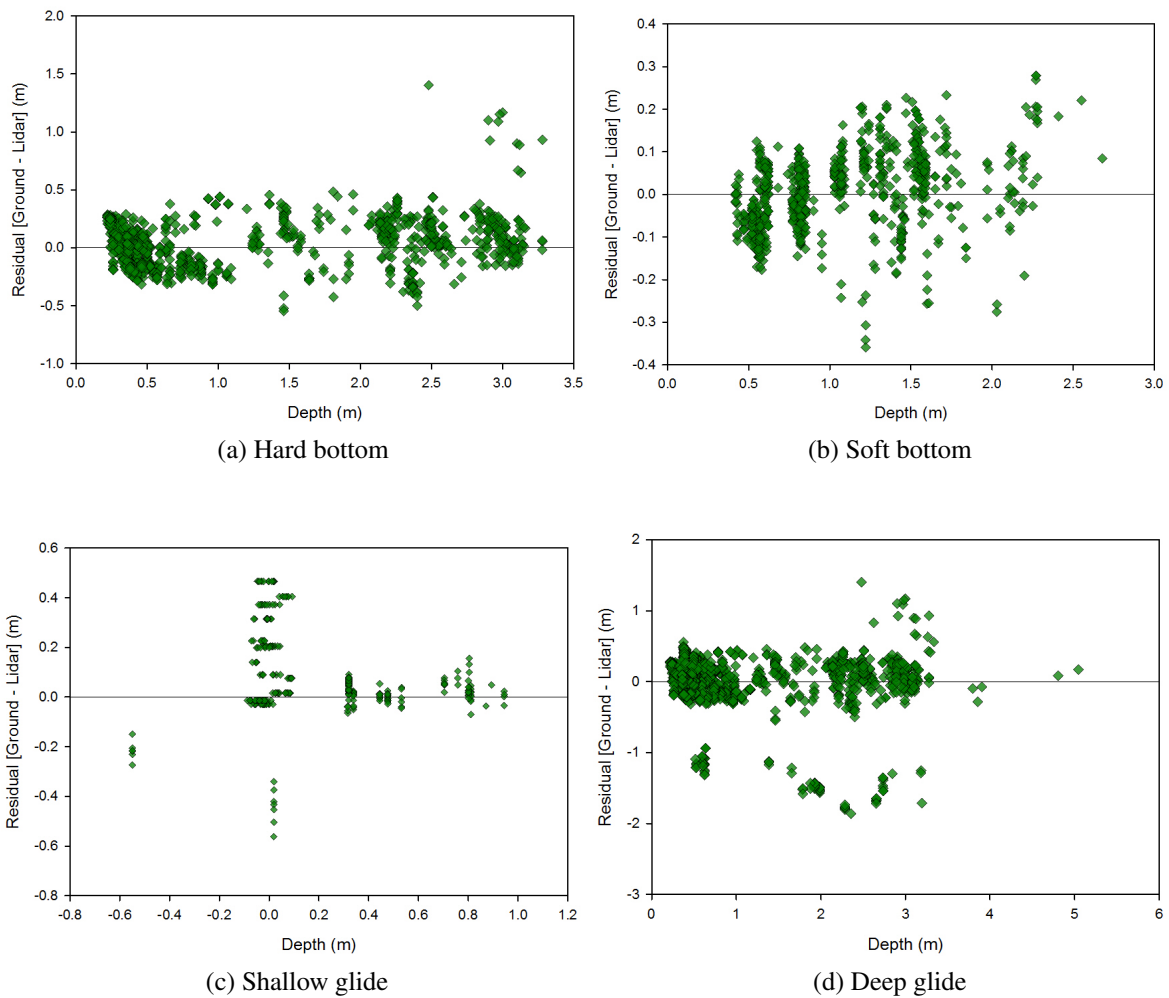 2.0
1.5
1.0
0.5
0.0
-0.5
-1.0
Residual [Ground - Lidar] (m)
0.0 0.5 1.0 1.5 2.0 2.5 3.0 3.5
Depth (m)
(a) Hard bottom
0.4
0.3
0.2
0.1
0.0
-0.1
-0.2
-0.3
-0.4
Residual [Ground - Lidar] (m)
0.0 0.5 1.0 1.5 2.0 2.5 3.0
Depth (m)
(b) Soft bottom
0.6
0.4
0.2
0.0
-0.2
-0.4
-0.6
-0.8
Residual [Ground - Lidar] (m)
-0.8 -0.6 -0.4 -0.2 0.0 0.2 0.4 0.6 0.8 1.0 1.2
Depth (m)
(c) Shallow glide
2
1
0
-1
-2
-3
Residual [Ground - Lidar] (m)
0 1 2 3 4 5 6
Depth (m)
(d) Deep glide